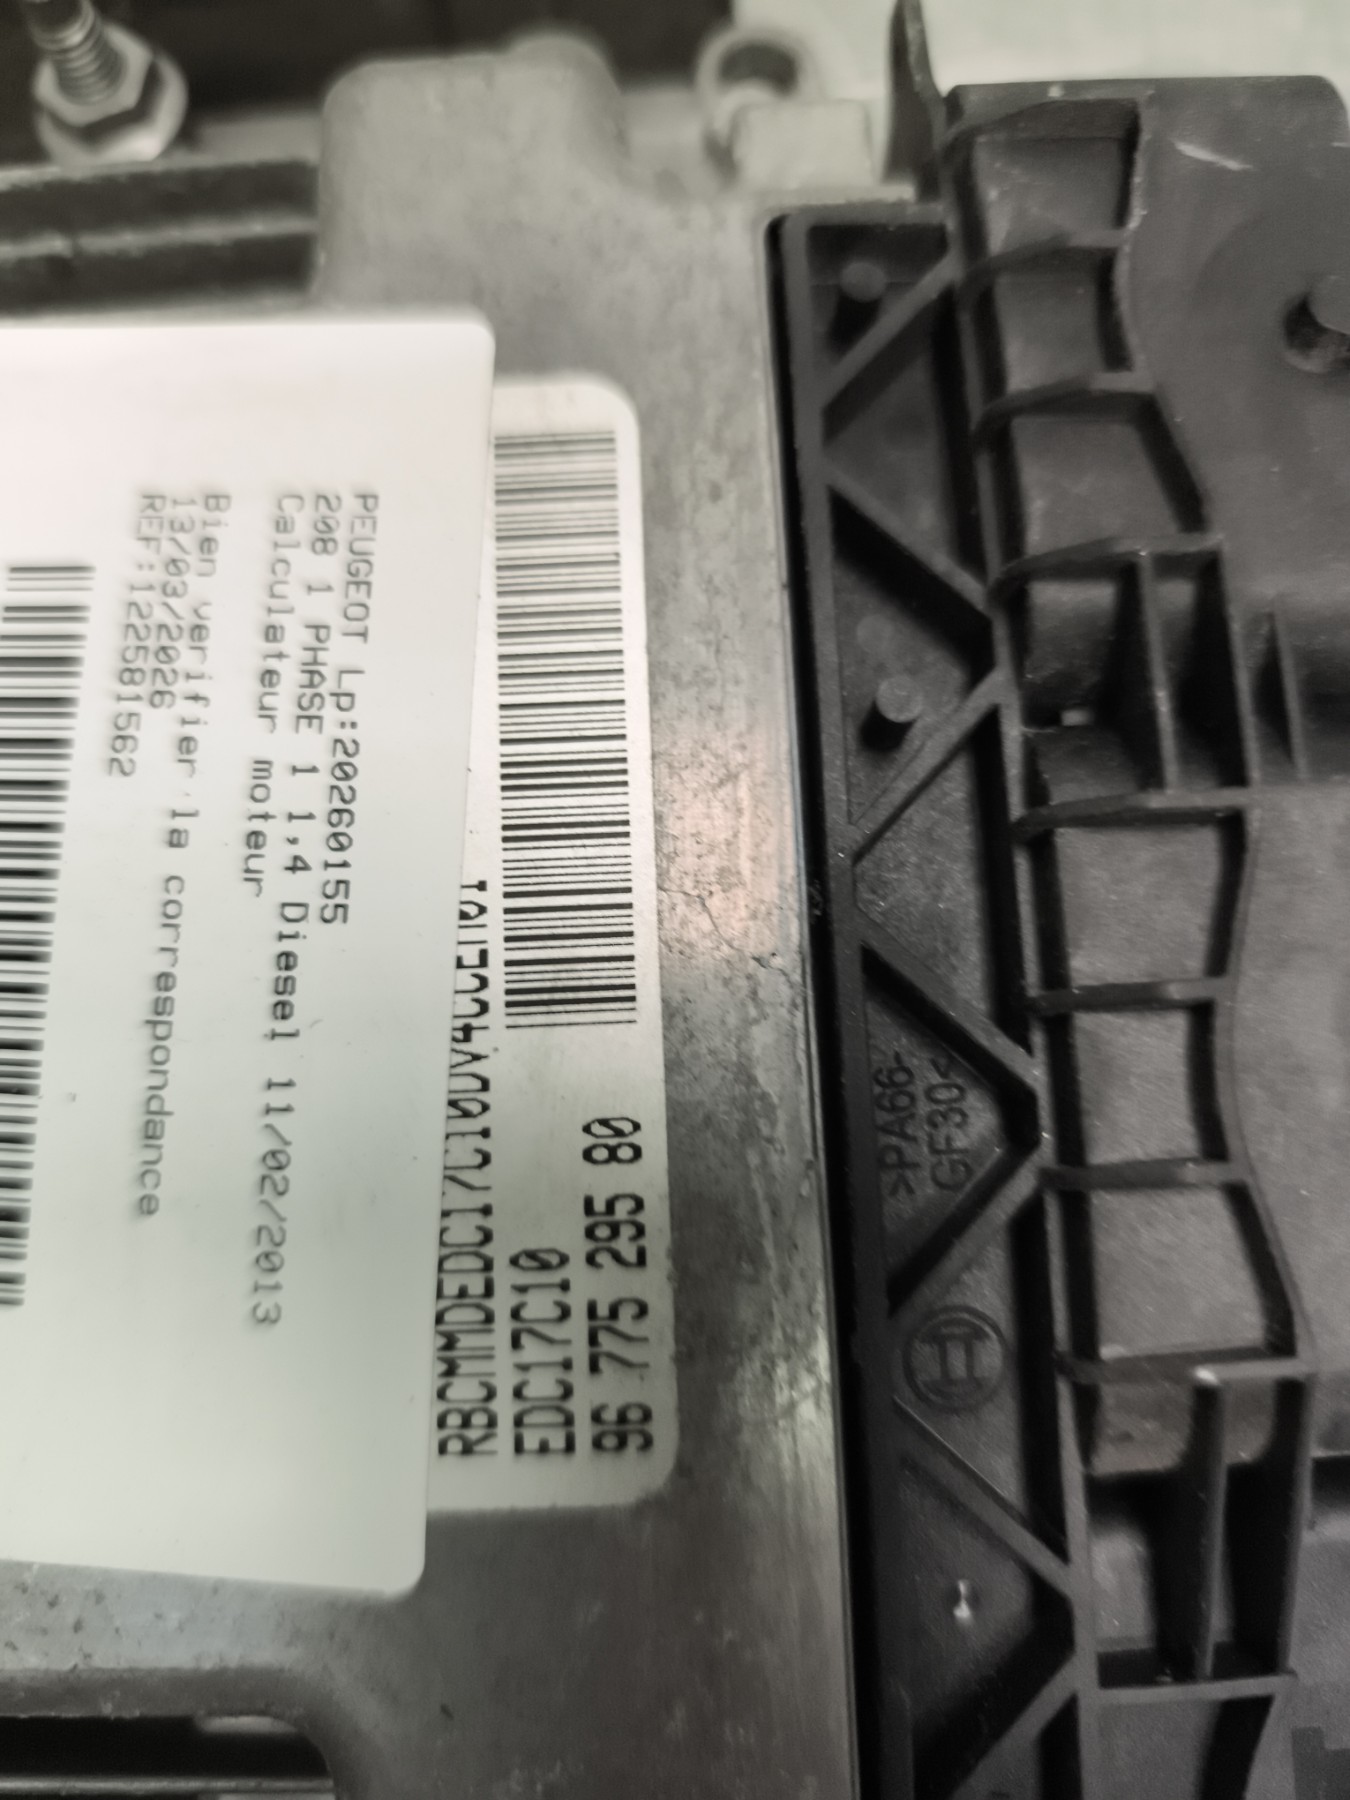 PEUGEOT Lp:20260155
208 1 PHASE 1 1,4 Diesel 11/02/2013
Calculateur moteur
Bien verifier la correspondance
13/03/2026
REF:122581562
96 775 295 80
EDC17C10
>PA66-
GF30<